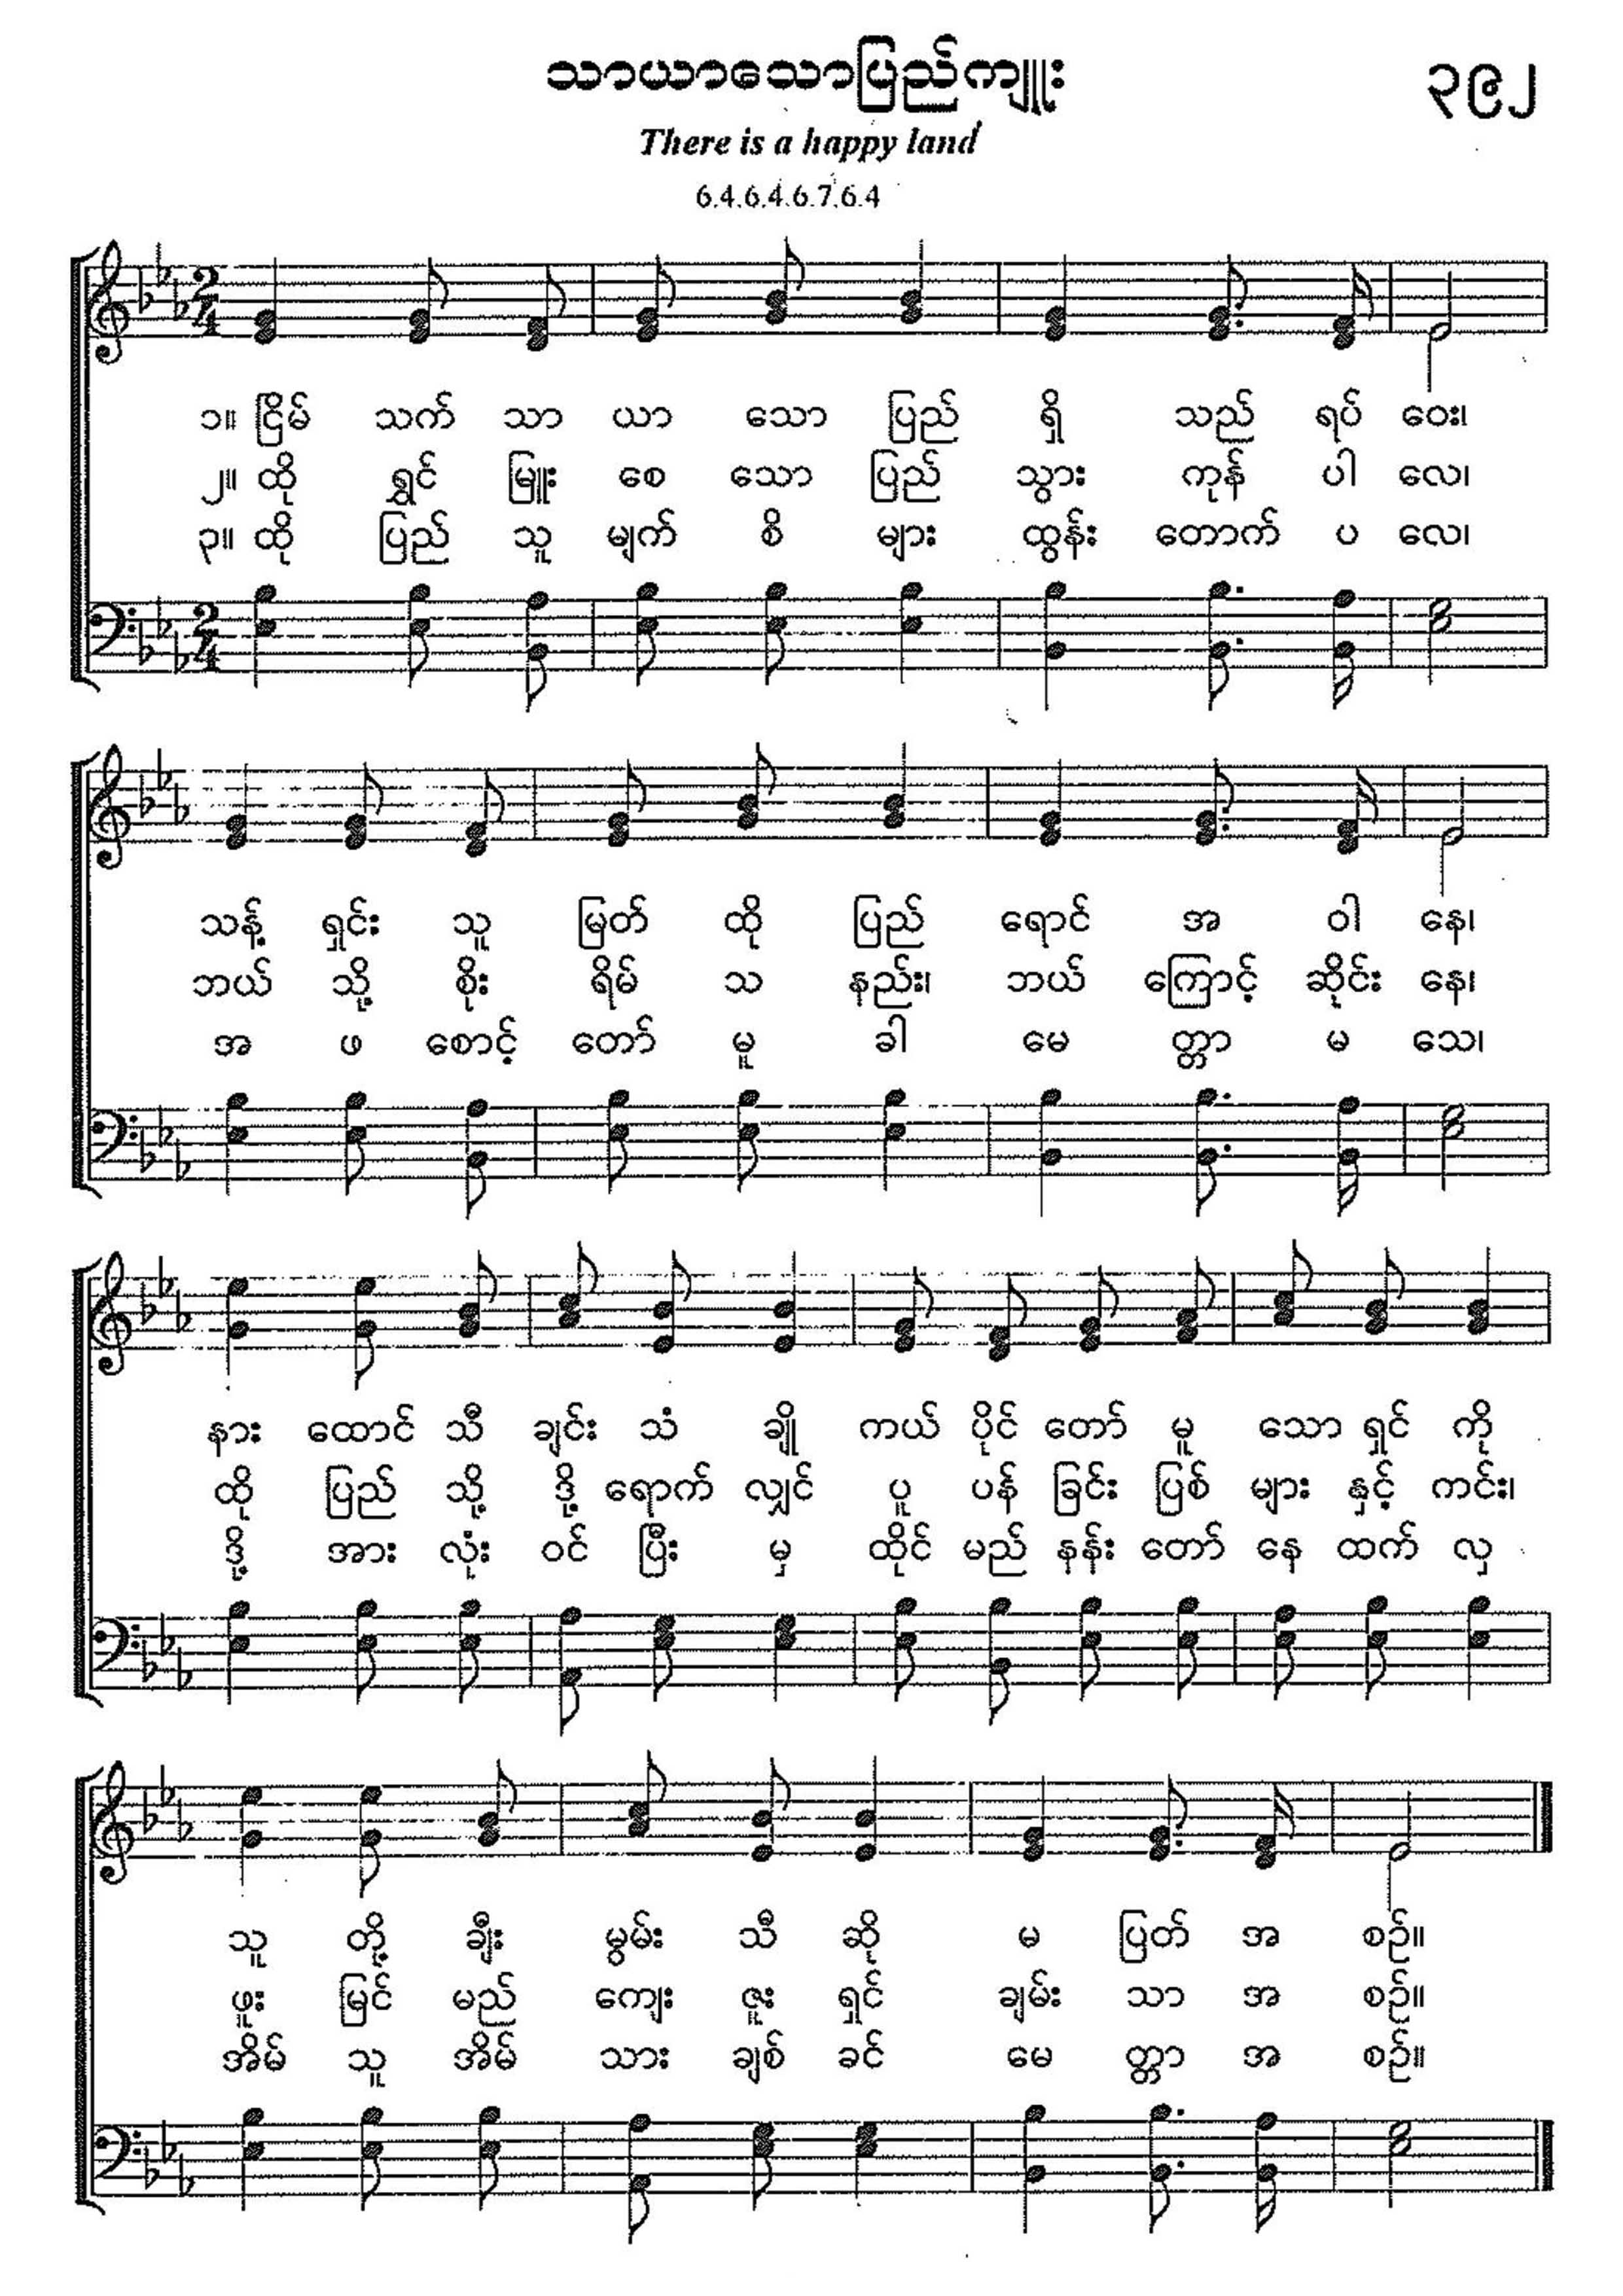 သာယာသောပြည်ကျူး
၃၉၂
There is a happy land
6.4.6.4.6.7.6.4
၁။ ငြိမ် သက် သာ ယာ သော ပြည် ရှိ သည် ရပ် ဝေး၊
၂။ ထို ရွှင် မြူး စေ သော ပြည် သွား ကုန် ပါ လေ၊
၃။ ထို ပြည် သူ မျက် စိ များ ထွန်း တောက် ပ လေ၊
သန့် ရှင်း သူ မြတ် ထို ပြည် ရောင် အ ဝါ နေ၊
ဘယ် သို့ စိုး ရိမ် သ နည်း၊ ဘယ် ကြောင့် ဆိုင်း နေ၊
အ ဖ စောင့် တော် မူ ခါ မေ တ္တာ မ သေ၊
နား ထောင် သီ ချင်း သံ ချို ကယ် ပိုင် တော် မူ သော ရှင် ကို
ထို ပြည် သို့ ဒို့ ရောက် လျှင် ပူ ပန် ခြင်း ပြစ် များ နှင့် ကင်း၊
ဒို့ အား လုံး ဝင် ပြီး မှ ထိုင် မည် နန်း တော် နေ ထက် လှ
သူ တို့ ချီး မွမ်း သီ ဆို မ ပြတ် အ စဉ်။
ဖူး မြင် မည် ကျေး ဇူး ရှင် ချမ်း သာ အ စဉ်။
အိမ် သူ အိမ် သား ချစ် ခင် မေ တ္တာ အ စဉ်။